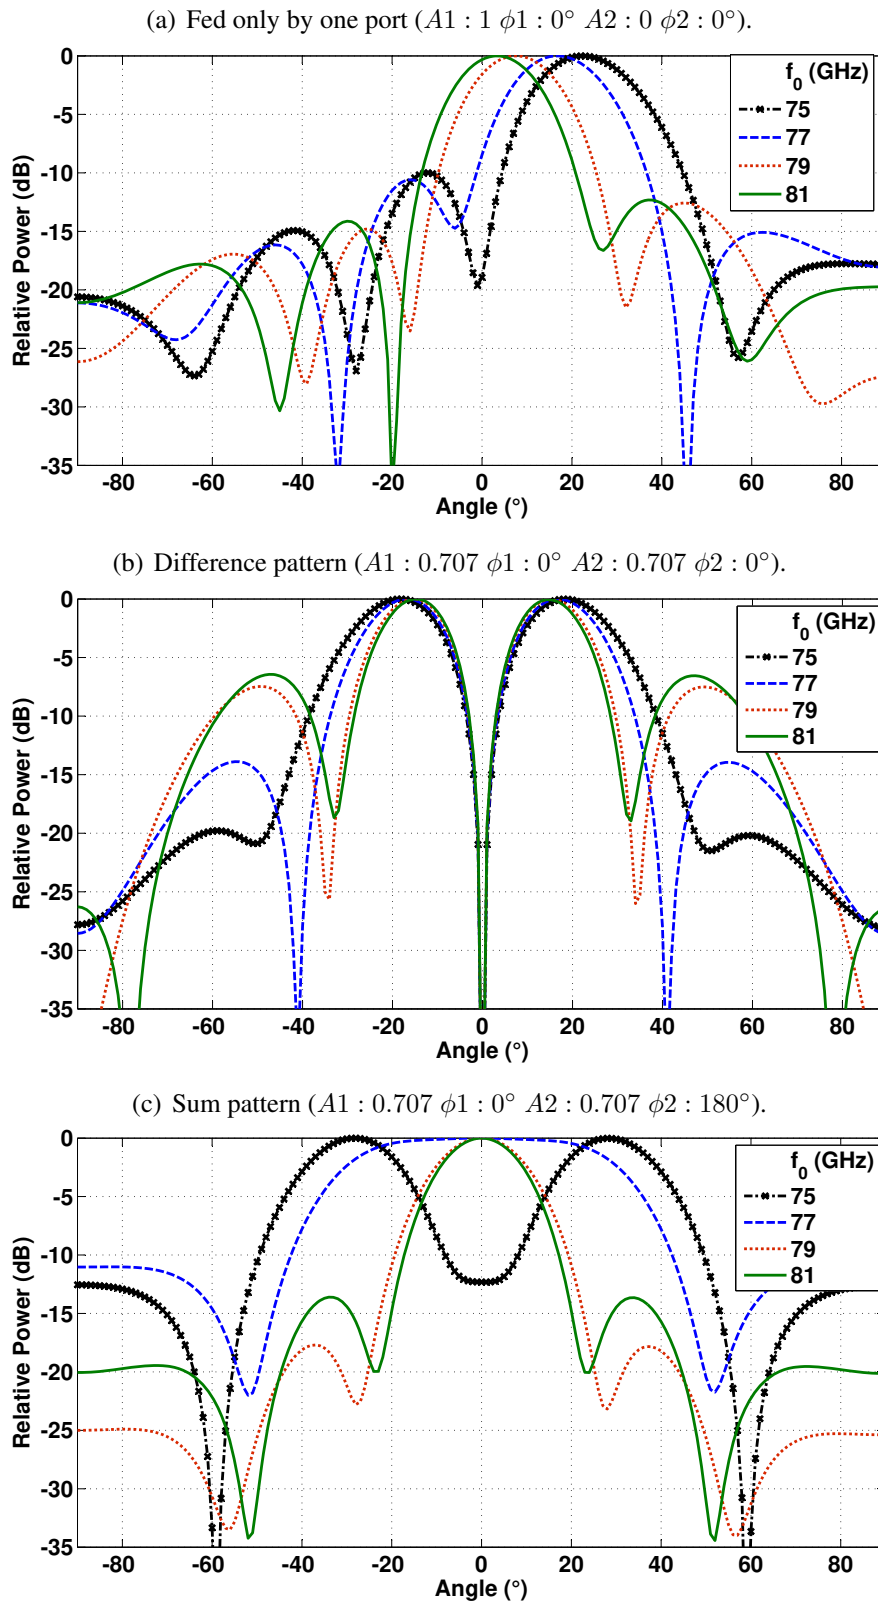 (a) Fed only by one port (A1 : 1 ϕ1 : 0° A2 : 0 ϕ2 : 0°).
0
-5
-10
-15
-20
-25
-30
-35
Relative Power (dB)
f0 (GHz)
75
77
79
81
-80 -60 -40 -20 0 20 40 60 80
Angle (°)
(b) Difference pattern (A1 : 0.707 ϕ1 : 0° A2 : 0.707 ϕ2 : 0°).
0
-5
-10
-15
-20
-25
-30
-35
Relative Power (dB)
f0 (GHz)
75
77
79
81
-80 -60 -40 -20 0 20 40 60 80
Angle (°)
(c) Sum pattern (A1 : 0.707 ϕ1 : 0° A2 : 0.707 ϕ2 : 180°).
0
-5
-10
-15
-20
-25
-30
-35
Relative Power (dB)
f0 (GHz)
75
77
79
81
-80 -60 -40 -20 0 20 40 60 80
Angle (°)